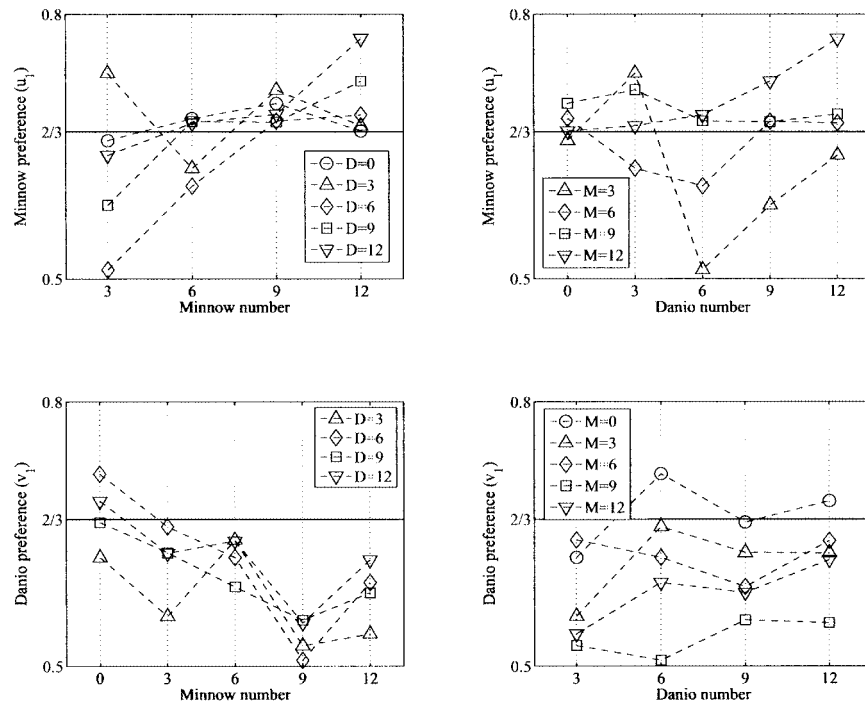 0.8
2/3
0.5
Minnow preference (u1)
D=0
D=3
D=6
D=9
D=12
3 6 9 12
Minnow number
0.8
2/3
0.5
Minnow preference (u1)
M=3
M=6
M=9
M=12
0 3 6 9 12
Danio number
0.8
2/3
0.5
Danio preference (v1)
D=3
D=6
D=9
D=12
0 3 6 9 12
Minnow number
0.8
2/3
0.5
Danio preference (v1)
M=0
M=3
M=6
M=9
M=12
3 6 9 12
Danio number